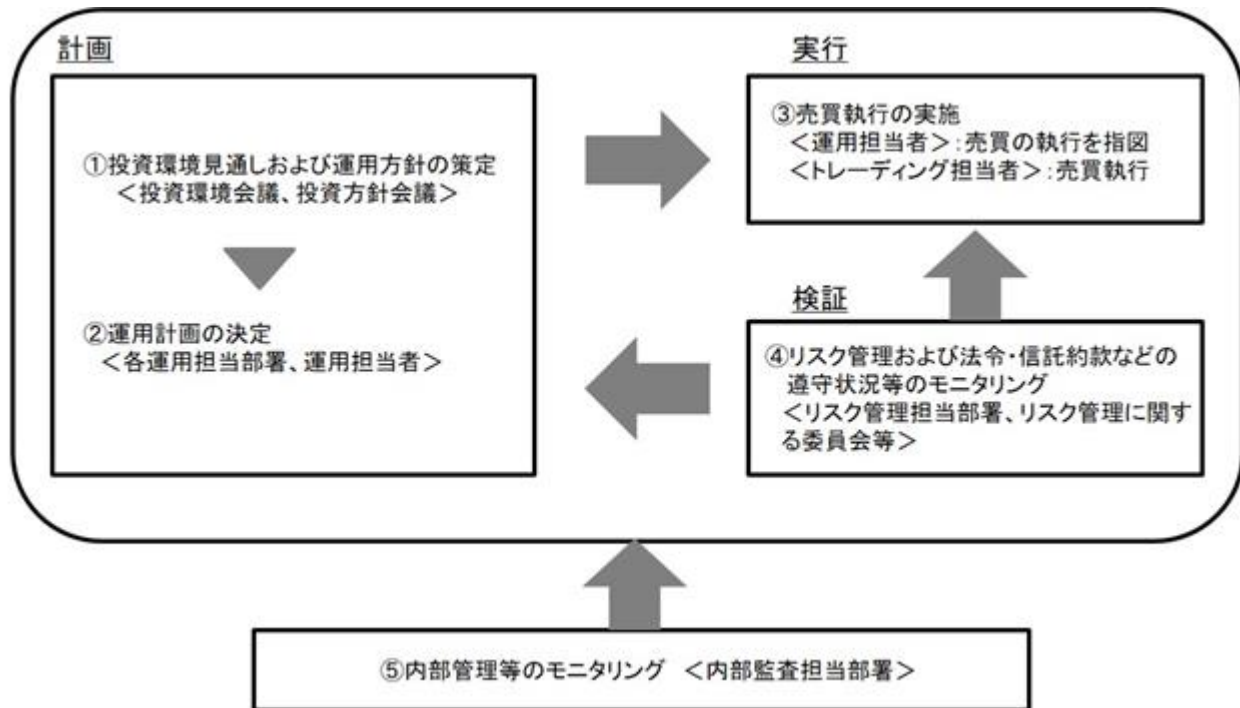 計画
①投資環境見通しおよび運用方針の策定
＜投資環境会議、投資方針会議＞
②運用計画の決定
＜各運用担当部署、運用担当者＞
実行
③売買執行の実施
＜運用担当者＞：売買の執行を指図
＜トレーディング担当者＞：売買執行
検証
④リスク管理および法令・信託約款などの
遵守状況等のモニタリング
＜リスク管理担当部署、リスク管理に関す
る委員会等＞
⑤内部管理等のモニタリング　＜内部監査担当部署＞